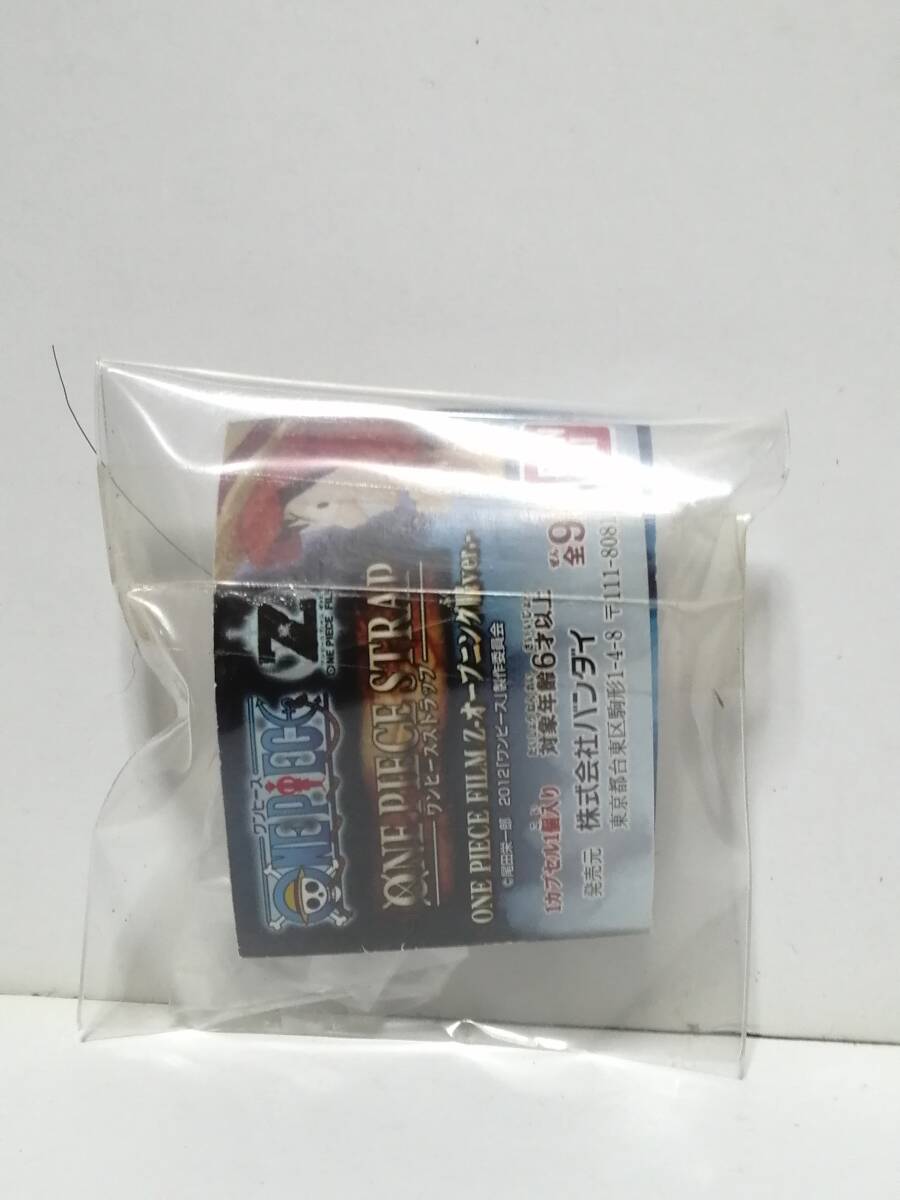 ワンピース
ONE PIECE
Z
ONE PIECE FIL
ONE PIECE STRAP
ワンピースストラップ
ONE PIECE FILM Z・オープニング ver.
©尾田栄一郎 2012「ワンピース」製作委員会
1カプセル1個入り 対象年齢6才以上 全9
発売元 株式会社バンダイ
東京都台東区駒形1-4-8 〒111-808